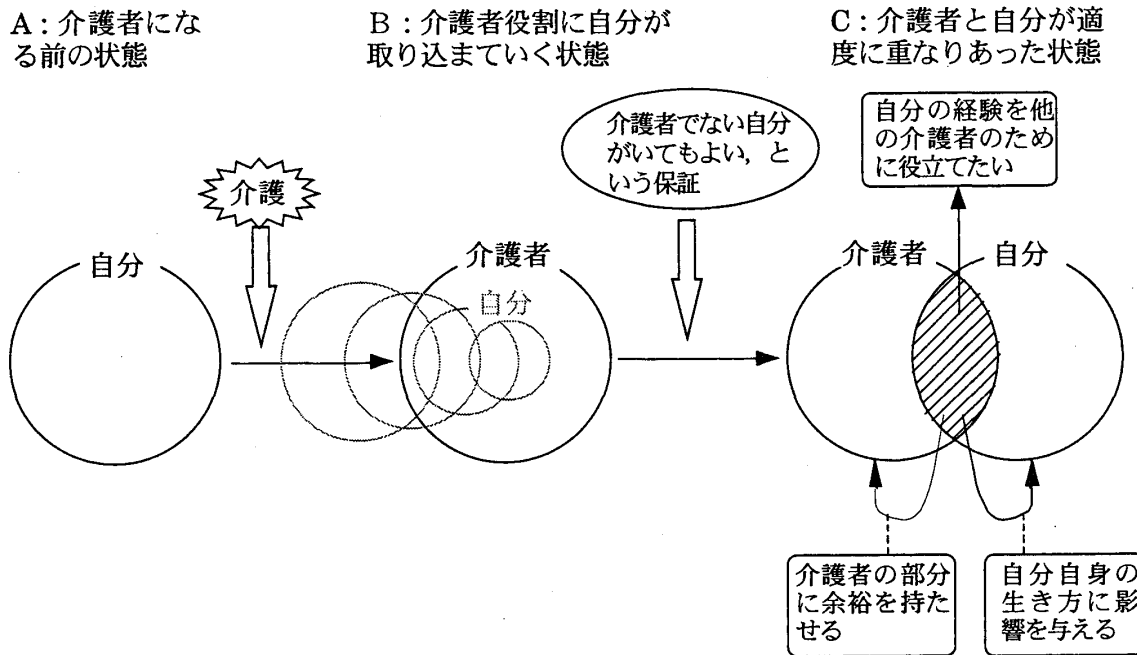 A：介護者にな
る前の状態
B：介護者役割に自分が
取り込まていく状態
C：介護者と自分が適
度に重なりあった状態
介護
介護者でない自分
がいてもよい，と
いう保証
自分の経験を他
の介護者のため
に役立てたい
自分
介護者
自分
介護者
自分
介護者の部分
に余裕を持た
せる
自分自身の
生き方に影
響を与える